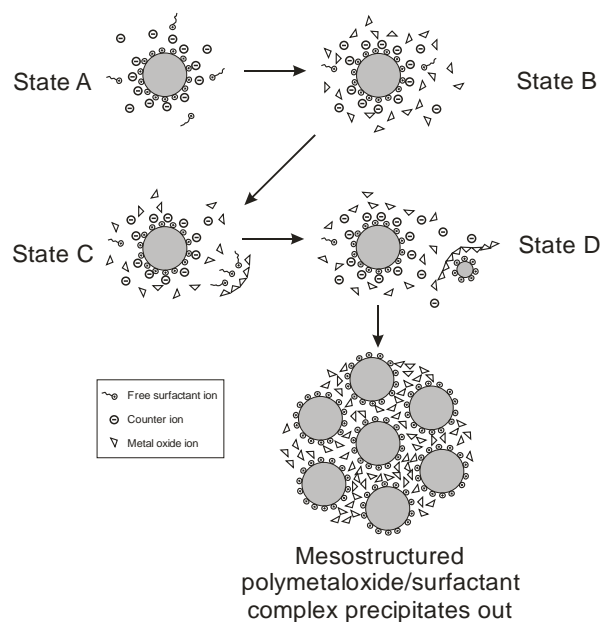 State A
State B
State C
State D
Free surfactant ion
Counter ion
Metal oxide ion
Mesostructured
polymetaloxide/surfactant
complex precipitates out